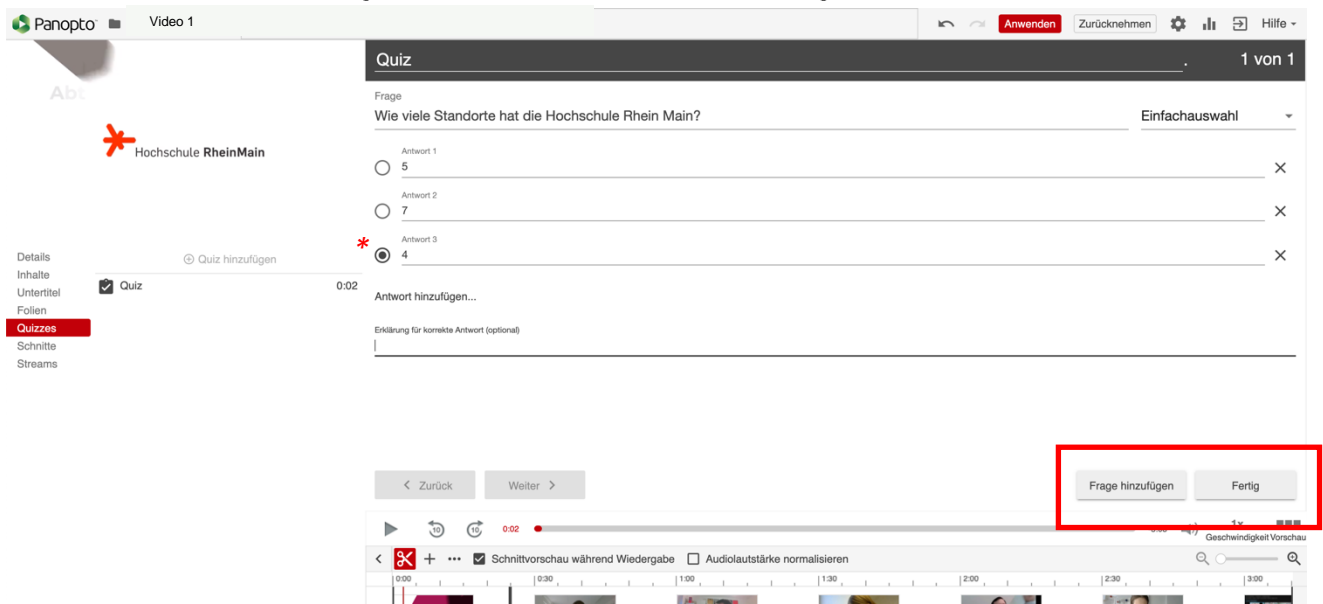 Panopto
Video 1
Anwenden
Zurücknehmen
Hilfe
Quiz
1 von 1
Abt
Hochschule RheinMain
Frage
Wie viele Standorte hat die Hochschule Rhein Main?
Einfachauswahl
Antwort 1
5
Antwort 2
7
*
Antwort 3
4
Antwort hinzufügen...
Erklärung für korrekte Antwort (optional)
Details
Inhalte
Untertitel
Folien
Quizzes
Schnitte
Streams
Quiz hinzufügen
Quiz 0:02
Zurück
Weiter
Frage hinzufügen
Fertig
10
10
0:02
1x
Geschwindigkeit Vorschau
Schnittvorschau während Wiedergabe
Audiolautstärke normalisieren
0:00 0:30 1:00 1:30 2:00 2:30 3:00